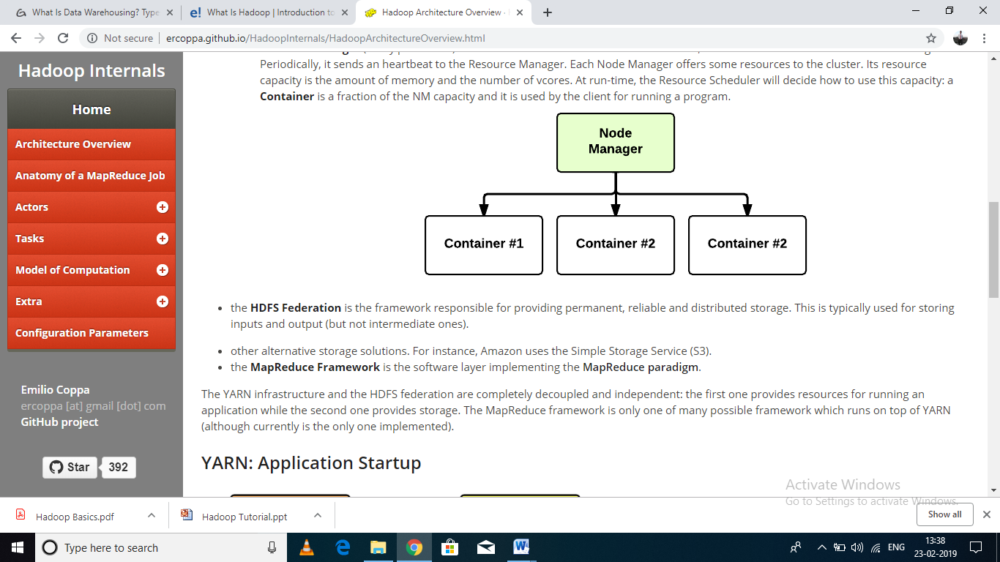 What Is Data Warehousing? Type
What Is Hadoop | Introduction to
Hadoop Architecture Overview -
Not secure | ercoppa.github.io/HadoopInternals/HadoopArchitectureOverview.html
Hadoop Internals
Home
Architecture Overview
Anatomy of a MapReduce Job
Actors
Tasks
Model of Computation
Extra
Configuration Parameters
Emilio Coppa
ercoppa [at] gmail [dot] com
GitHub project
Star 392
Periodically, it sends an heartbeat to the Resource Manager. Each Node Manager offers some resources to the cluster. Its resource
capacity is the amount of memory and the number of vcores. At run-time, the Resource Scheduler will decide how to use this capacity: a
Container is a fraction of the NM capacity and it is used by the client for running a program.
Node
Manager
Container #1
Container #2
Container #2
• the HDFS Federation is the framework responsible for providing permanent, reliable and distributed storage. This is typically used for storing
inputs and output (but not intermediate ones).
• other alternative storage solutions. For instance, Amazon uses the Simple Storage Service (S3).
• the MapReduce Framework is the software layer implementing the MapReduce paradigm.
The YARN infrastructure and the HDFS federation are completely decoupled and independent: the first one provides resources for running an
application while the second one provides storage. The MapReduce framework is only one of many possible framework which runs on top of YARN
(although currently is the only one implemented).
YARN: Application Startup
Activate Windows
Go to Settings to activate Windows.
Hadoop Basics.pdf
Hadoop Tutorial.ppt
Show all
Type here to search
ENG
13:38
23-02-2019